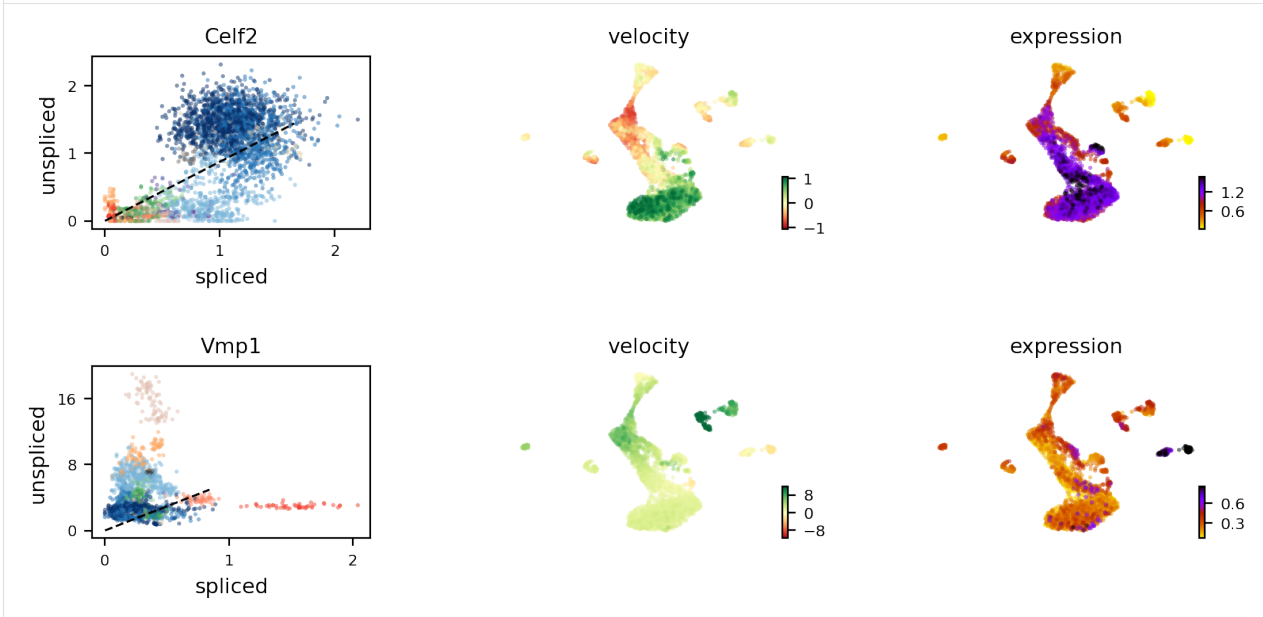 Celf2 velocity expression
2
1
0
unspliced
0 1 2
spliced
1
0
−1
1.2
0.6
Vmp1 velocity expression
16
8
0
unspliced
0 1 2
spliced
8
0
−8
0.6
0.3